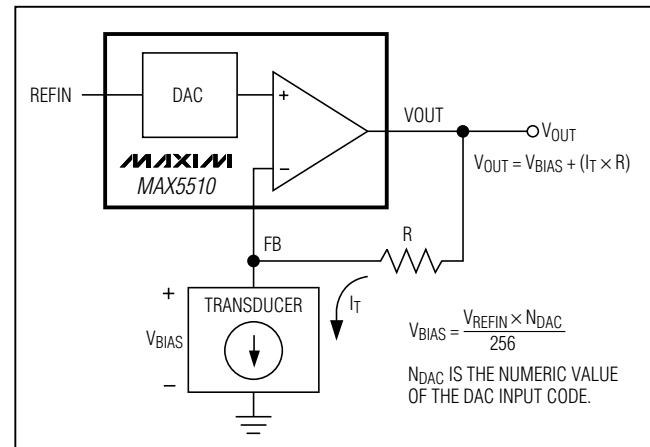 REFIN
DAC
+
−
MAXIM
MAX5510
VOUT
VOUT
VOUT = VBIAS + (IT × R)
FB
R
+
TRANSDUCER
VBIAS
−
IT
VBIAS = VREFIN × NDAC
256
NDAC IS THE NUMERIC VALUE
OF THE DAC INPUT CODE.